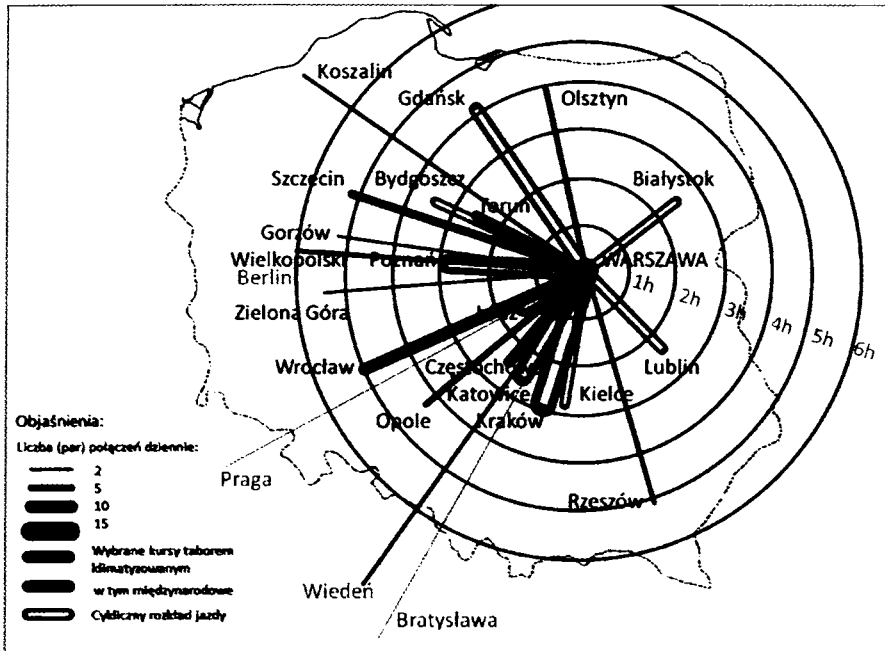 Koszalin
Gdańsk
Olsztyn
Szczecin
Bydgoszcz
Białystok
Toruń
Gorzów
Wielkopolski
Poznań
WARSZAWA
Berlin
1h
2h
3h
4h
5h
6h
Zielona Góra
Wrocław
Częstochowa
Lublin
Katowice
Kielce
Opole
Kraków
Objaśnienia:
Liczba (par) połączeń dziennie:
2
5
10
15
Praga
Rzeszów
Wybrane kursy taborem
klimatyzowanym
w tym międzynarodowe
Cykliczny rozkład jazdy
Wiedeń
Bratysława